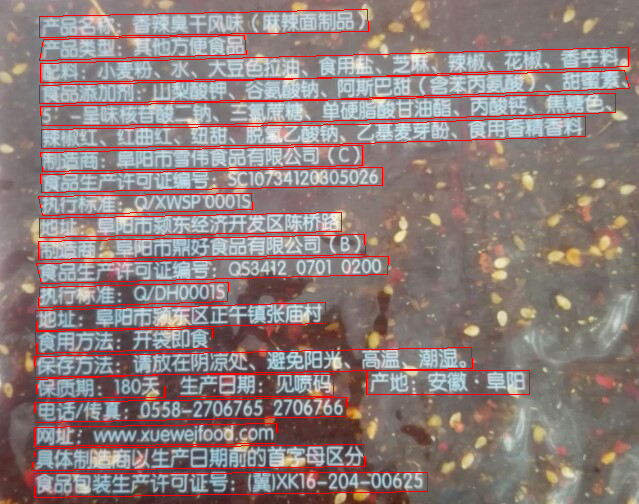 产品名称：香辣臭干风味（麻辣面制品）
产品类型：其他方便食品
配料：小麦粉、水、大豆色拉油、食用盐、芝麻、辣椒、花椒、香辛料、
食品添加剂：山梨酸钾、谷氨酸钠、阿斯巴甜（含苯丙氨酸）、甜蜜素、
5′-呈味核苷酸二钠、三氯蔗糖、单硬脂酸甘油酯、丙酸钙、焦糖色、
辣椒红、红曲红、纽甜、脱氢乙酸钠、乙基麦芽酚、食用香精香料
制造商：阜阳市雪伟食品有限公司（C）
食品生产许可证编号：SC10734120305026
执行标准：Q/XWSP 0001S
地址：阜阳市颍东经济开发区陈桥路
制造商：阜阳市鼎好食品有限公司（B）
食品生产许可证编号：QS3412 0701 0200
执行标准：Q/DH0001S
地址：阜阳市颍东区正午镇张庙村
食用方法：开袋即食
保存方法：请放在阴凉处、避免阳光、高温、潮湿。
保质期：180天 生产日期：见喷码 产地：安徽·阜阳
电话/传真：0558-2706765 2706766
网址：www.xueweifood.com
具体制造商以生产日期前的首字母区分
食品包装生产许可证号：(冀)XK16-204-00625